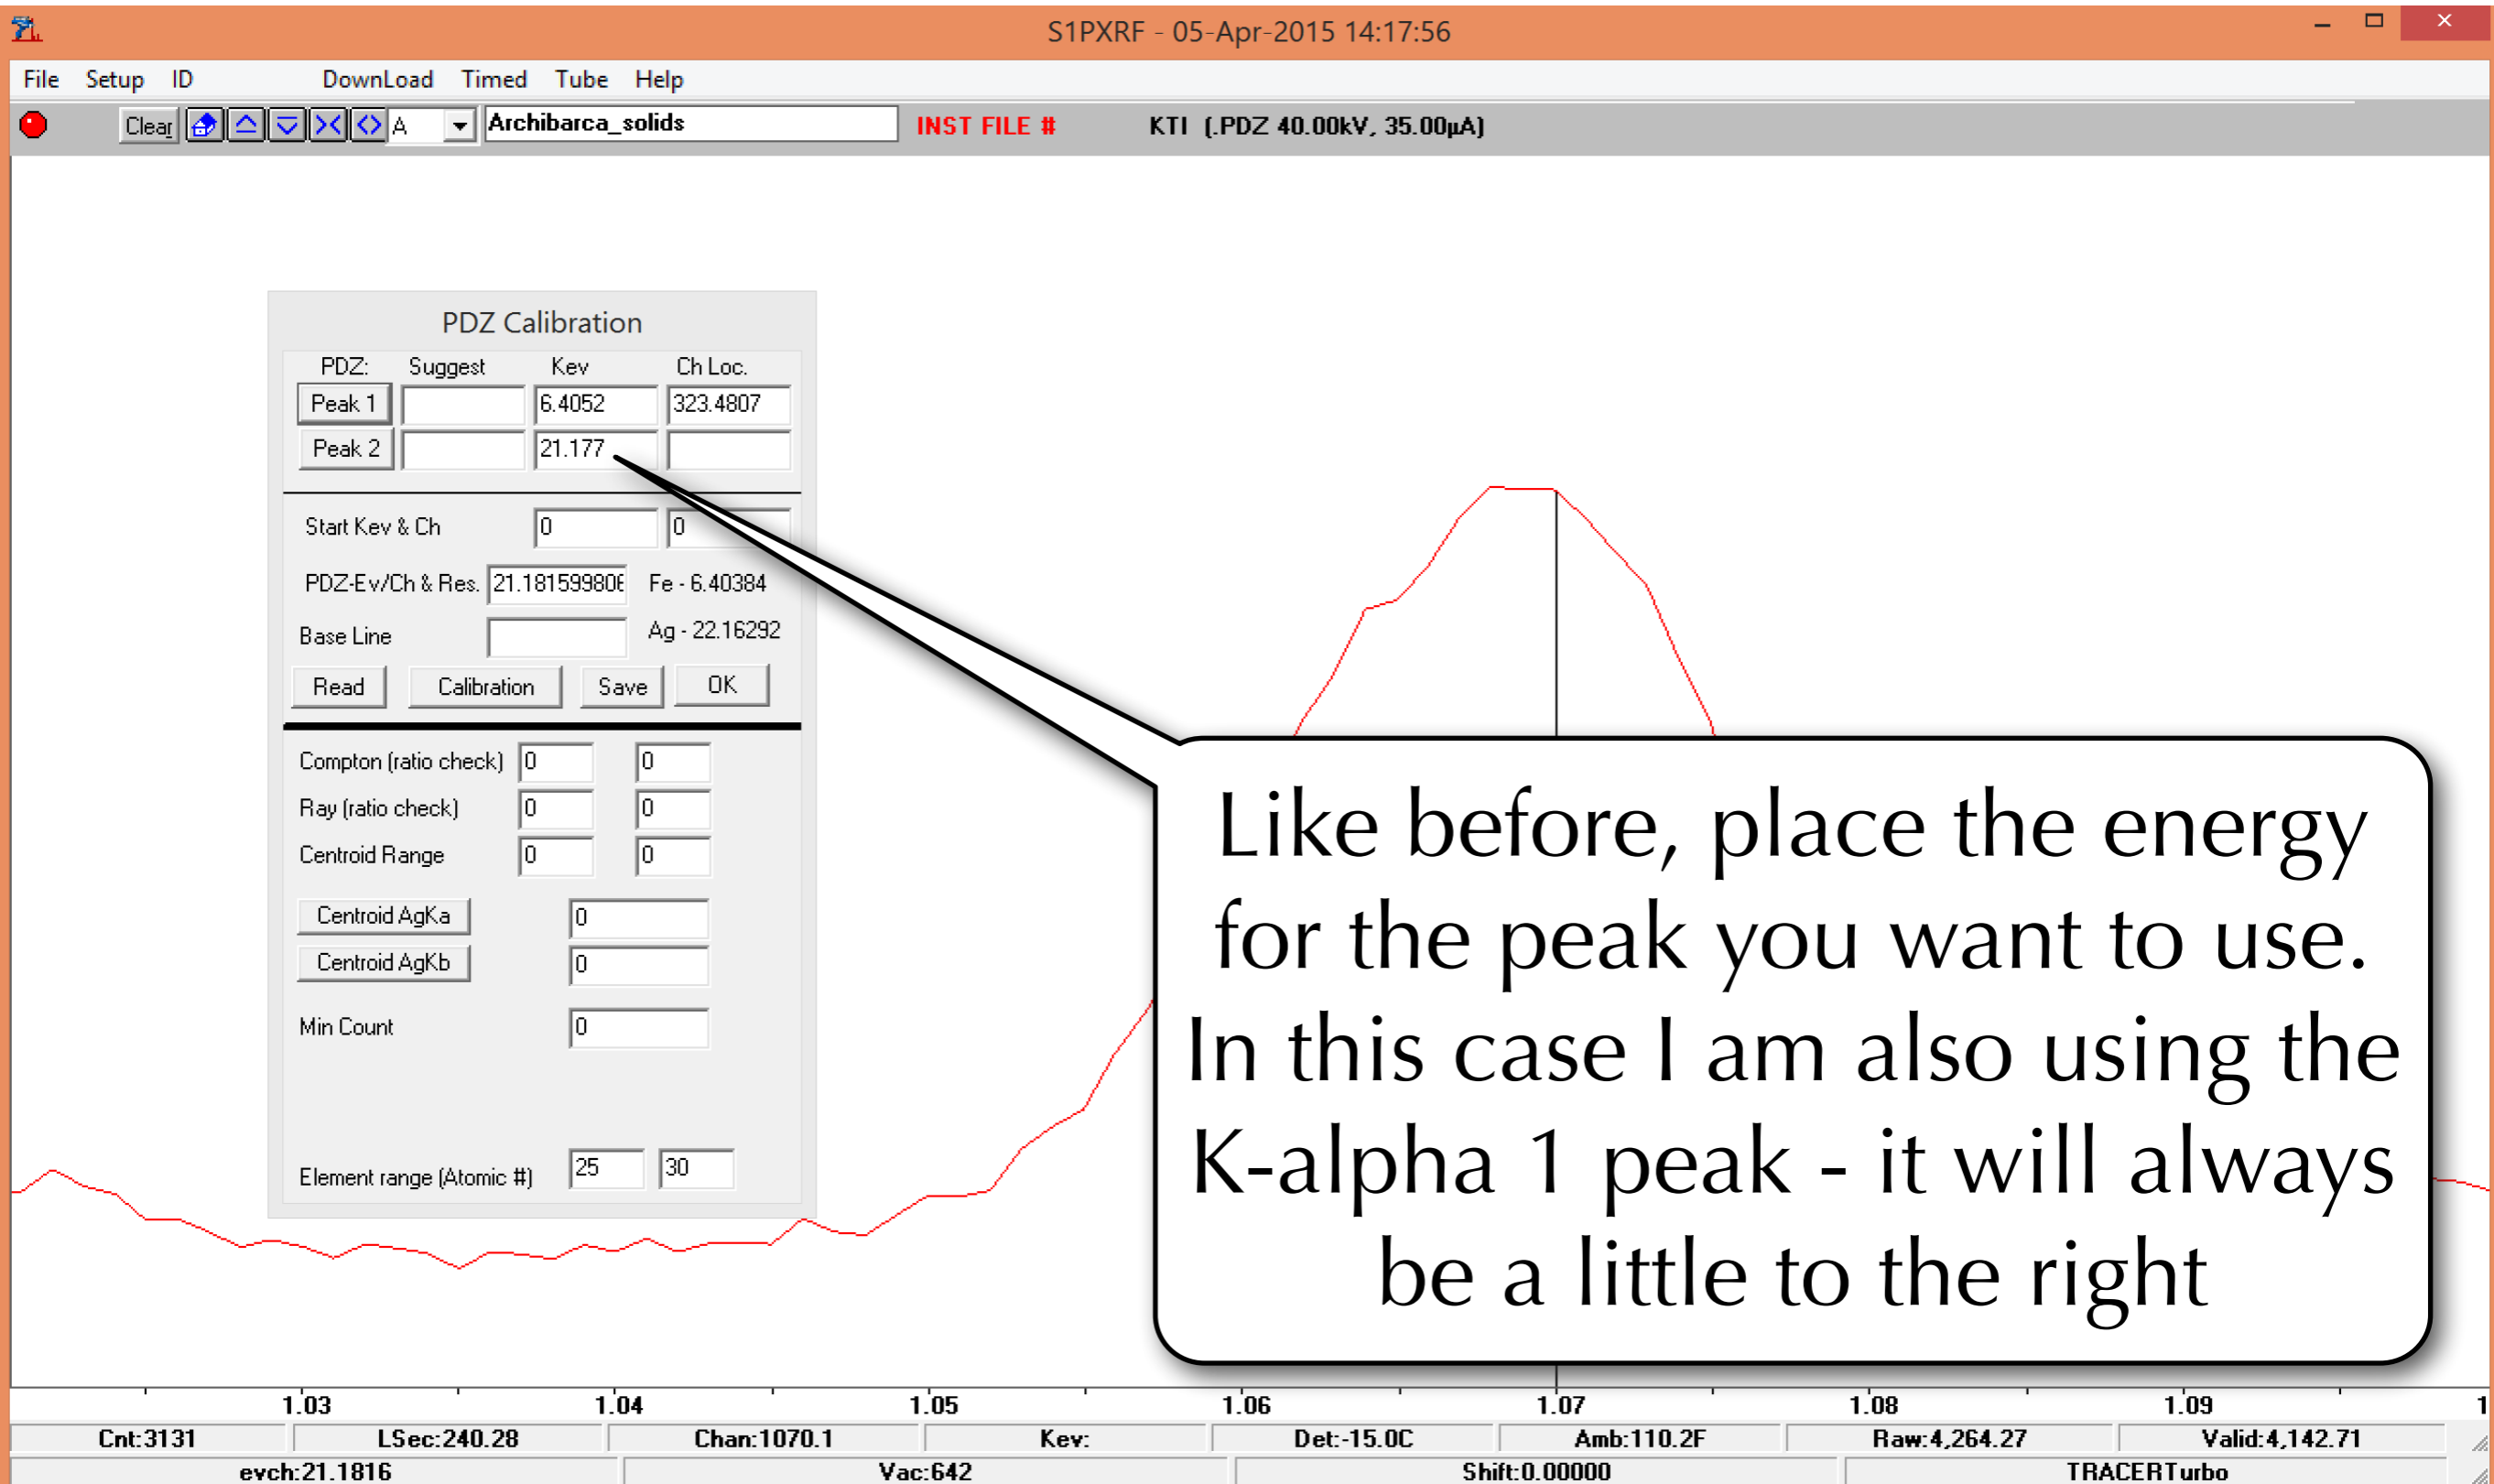 S1PXRF - 05-Apr-2015 14:17:56
File Setup ID DownLoad Timed Tube Help
Clear A Archibarca_solids INST FILE # KTI (.PDZ 40.00kV, 35.00µA)
PDZ Calibration
PDZ: Suggest Kev Ch Loc.
Peak 1 6.4052 323.4807
Peak 2 21.177
Start Kev & Ch 0 0
PDZ-Ev/Ch & Res. 21.18159980 Fe - 6.40384
Base Line Ag - 22.16292
Read Calibration Save OK
Compton (ratio check) 0 0
Ray (ratio check) 0 0
Centroid Range 0 0
Centroid AgKa 0
Centroid AgKb 0
Min Count 0
Element range (Atomic #) 25 30
Like before, place the energy
for the peak you want to use.
In this case I am also using the
K-alpha 1 peak - it will always
be a little to the right
1.03 1.04 1.05 1.06 1.07 1.08 1.09 1
Cnt:3131 LSec:240.28 Chan:1070.1 Kev: Det:-15.0C Amb:110.2F Raw:4,264.27 Valid:4,142.71
evch:21.1816 Vac:642 Shift:0.00000 TRACERTurbo